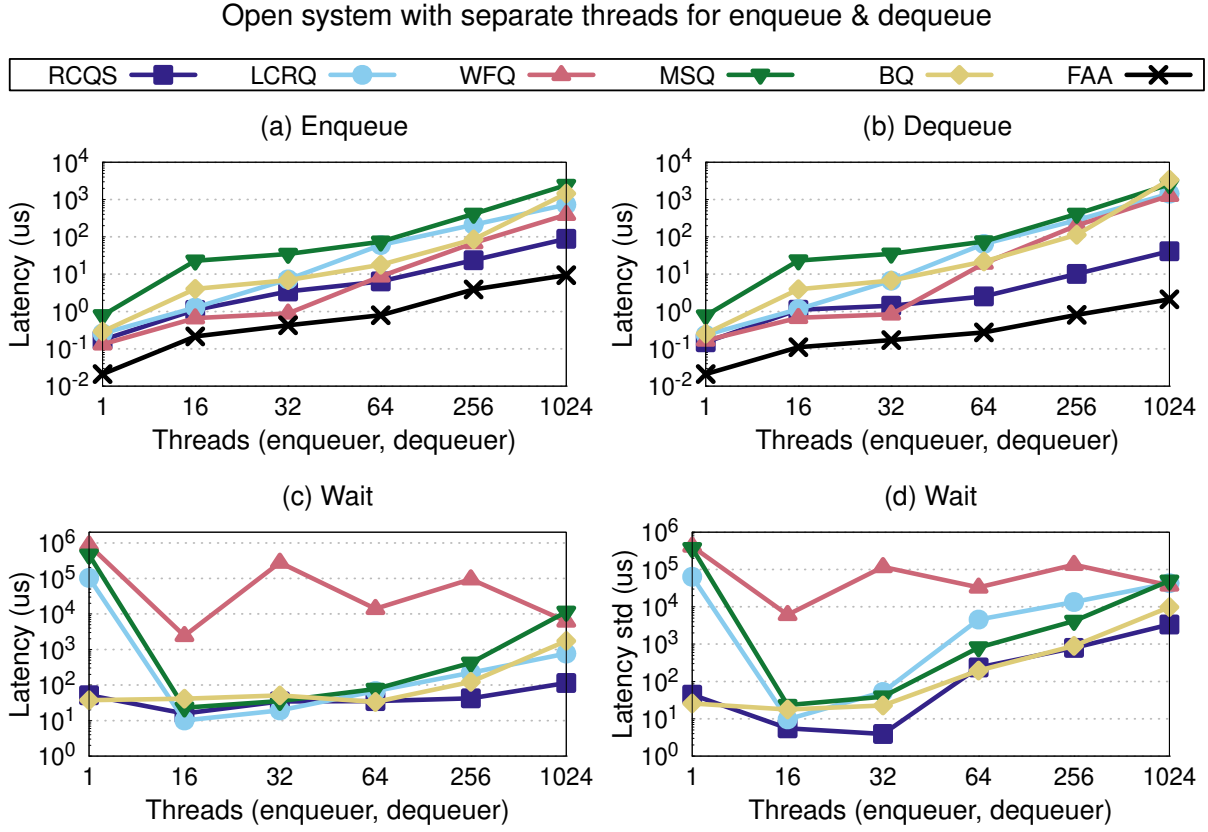 Open system with separate threads for enqueue & dequeue
RCQS LCRQ WFQ MSQ BQ FAA
(a) Enqueue
Latency (us)
10^4
10^3
10^2
10^1
10^0
10^-1
10^-2
1 16 32 64 256 1024
Threads (enqueuer, dequeuer)
(b) Dequeue
Latency (us)
10^4
10^3
10^2
10^1
10^0
10^-1
10^-2
1 16 32 64 256 1024
Threads (enqueuer, dequeuer)
(c) Wait
Latency (us)
10^6
10^5
10^4
10^3
10^2
10^1
10^0
1 16 32 64 256 1024
Threads (enqueuer, dequeuer)
(d) Wait
Latency std (us)
10^6
10^5
10^4
10^3
10^2
10^1
10^0
1 16 32 64 256 1024
Threads (enqueuer, dequeuer)